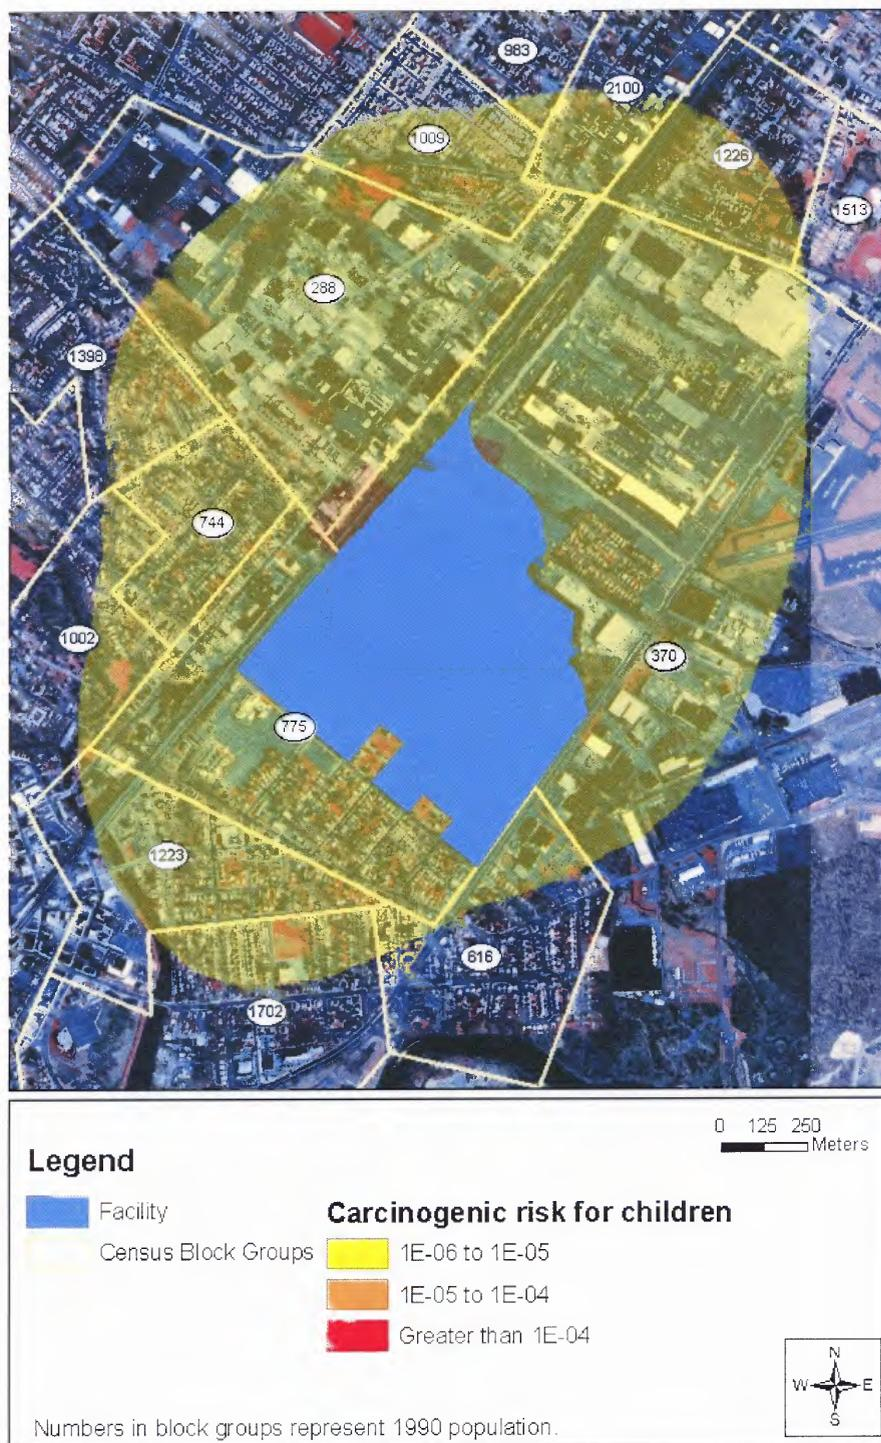 983
2100
1009
1226
1513
288
1398
744
1002
370
775
1223
616
1702
0 125 250
Meters
Legend
Facility
Census Block Groups
Carcinogenic risk for children
1E-06 to 1E-05
1E-05 to 1E-04
Greater than 1E-04
N
W E
S
Numbers in block groups represent 1990 population.